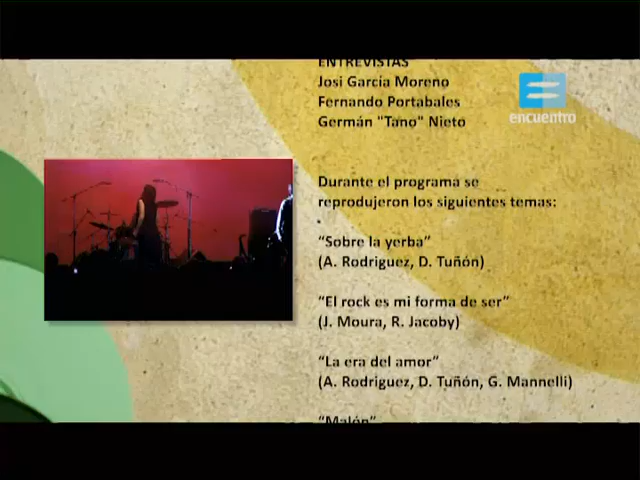 ENTREVISTAS
Josi García Moreno
Fernando Portabales
Germán "Tano" Nieto
encuentro
Durante el programa se
reprodujeron los siguientes temas:
“Sobre la yerba”
(A. Rodriguez, D. Tuñón)
“El rock es mi forma de ser”
(J. Moura, R. Jacoby)
“La era del amor”
(A. Rodriguez, D. Tuñón, G. Mannelli)
“Malón”